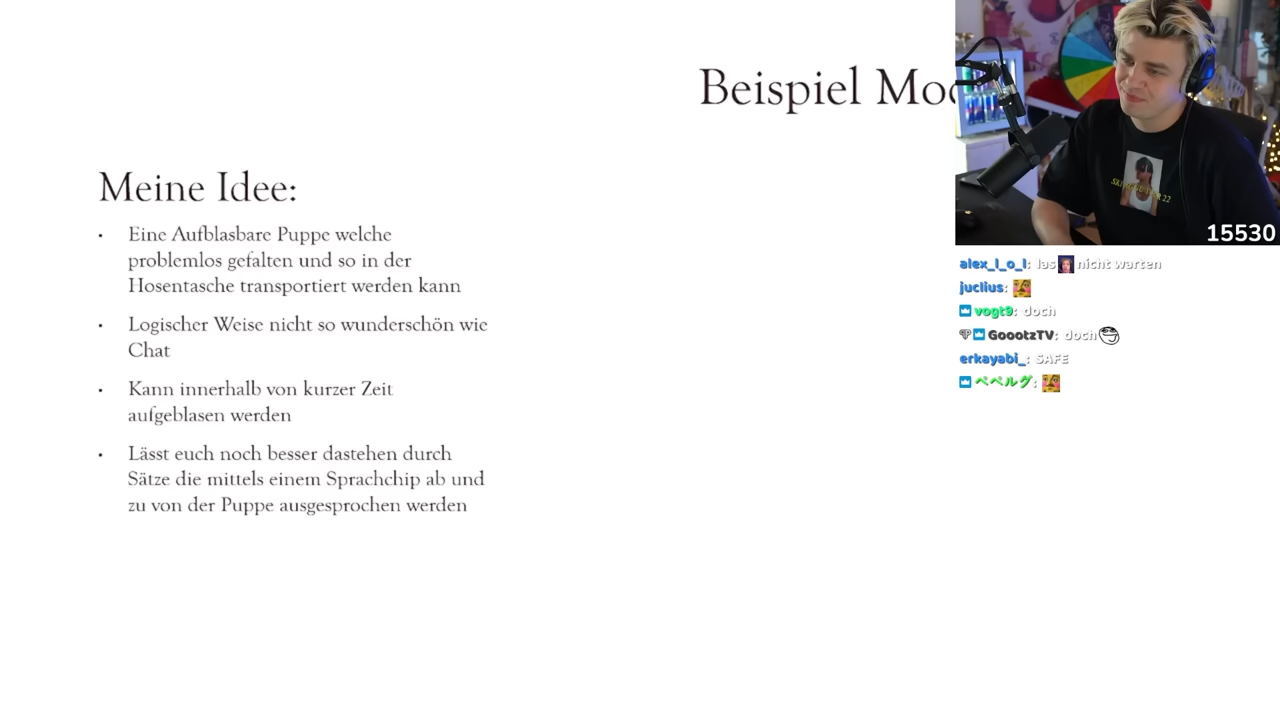 Beispiel Mo
Meine Idee:
• Eine Aufblasbare Puppe welche
problemlos gefalten und so in der
Hosentasche transportiert werden kann
• Logischer Weise nicht so wunderschön wie
Chat
• Kann innerhalb von kurzer Zeit
aufgeblasen werden
• Lässt euch noch besser dastehen durch
Sätze die mittels einem Sprachchip ab und
zu von der Puppe ausgesprochen werden
15530
alex_l_o_l: las nicht warten
juclius:
vogt9: doch
GoootzTV: doch
erkayabi_: SAFE
ペペルグ: